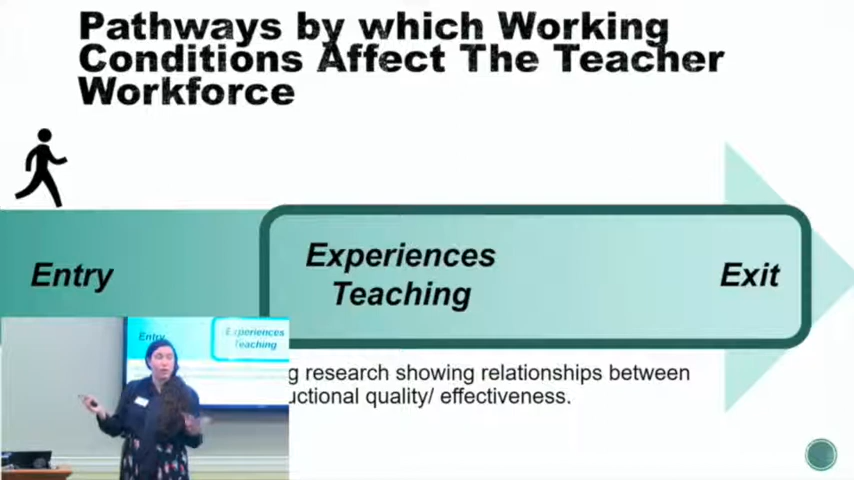 Pathways by which Working
Conditions Affect The Teacher
Workforce
Entry
Experiences
Teaching
Exit
g research showing relationships between
uctional quality/ effectiveness.
Entry
Experiences
Teaching